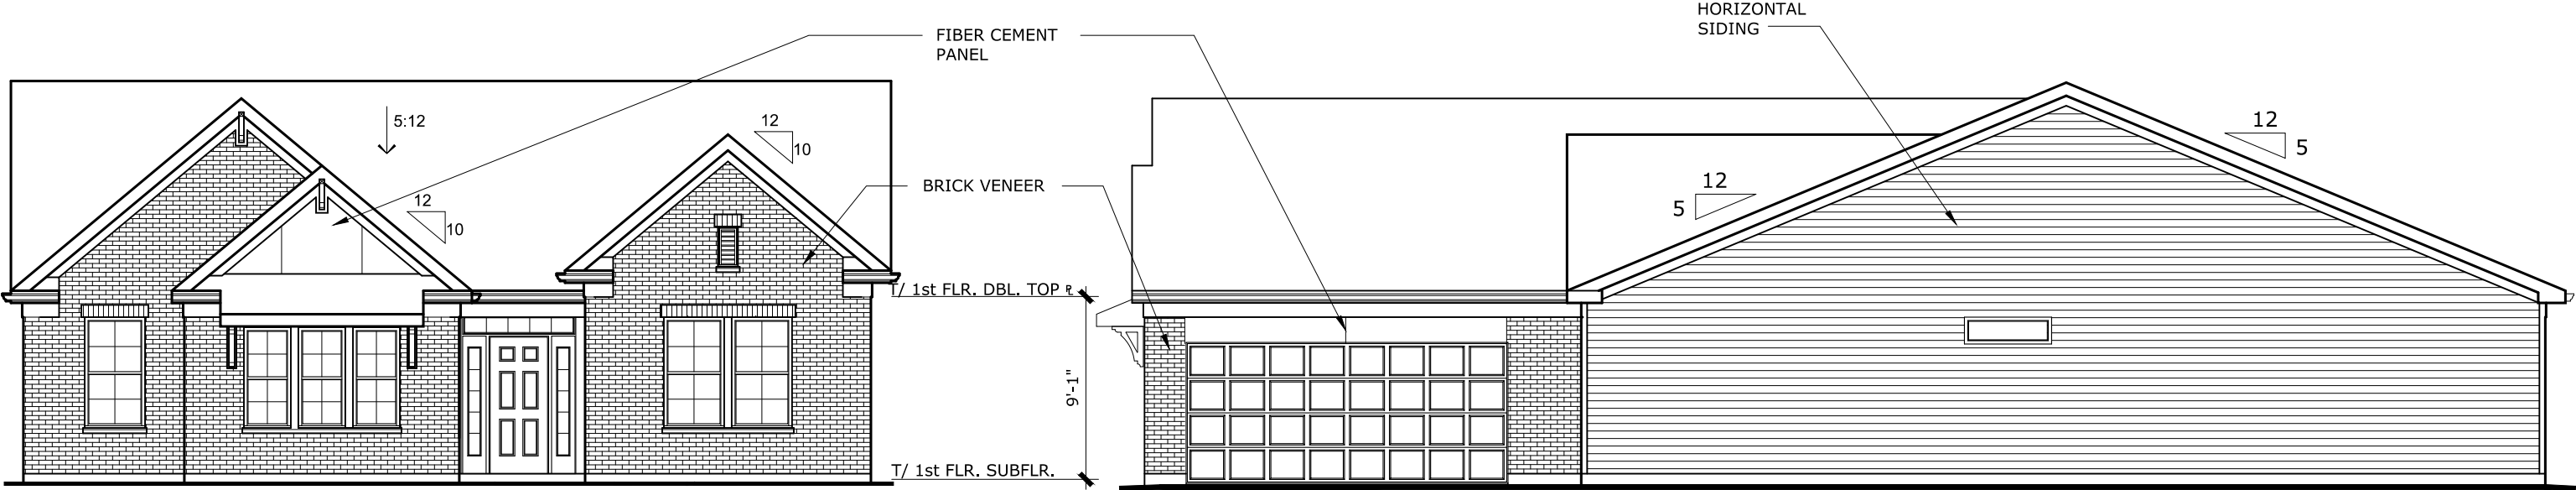 HORIZONTAL
SIDING
FIBER CEMENT
PANEL
5:12
12
10
12
10
BRICK VENEER
12
5
12
5
T/ 1st FLR. DBL. TOP ℄
9'-1"
T/ 1st FLR. SUBFLR.